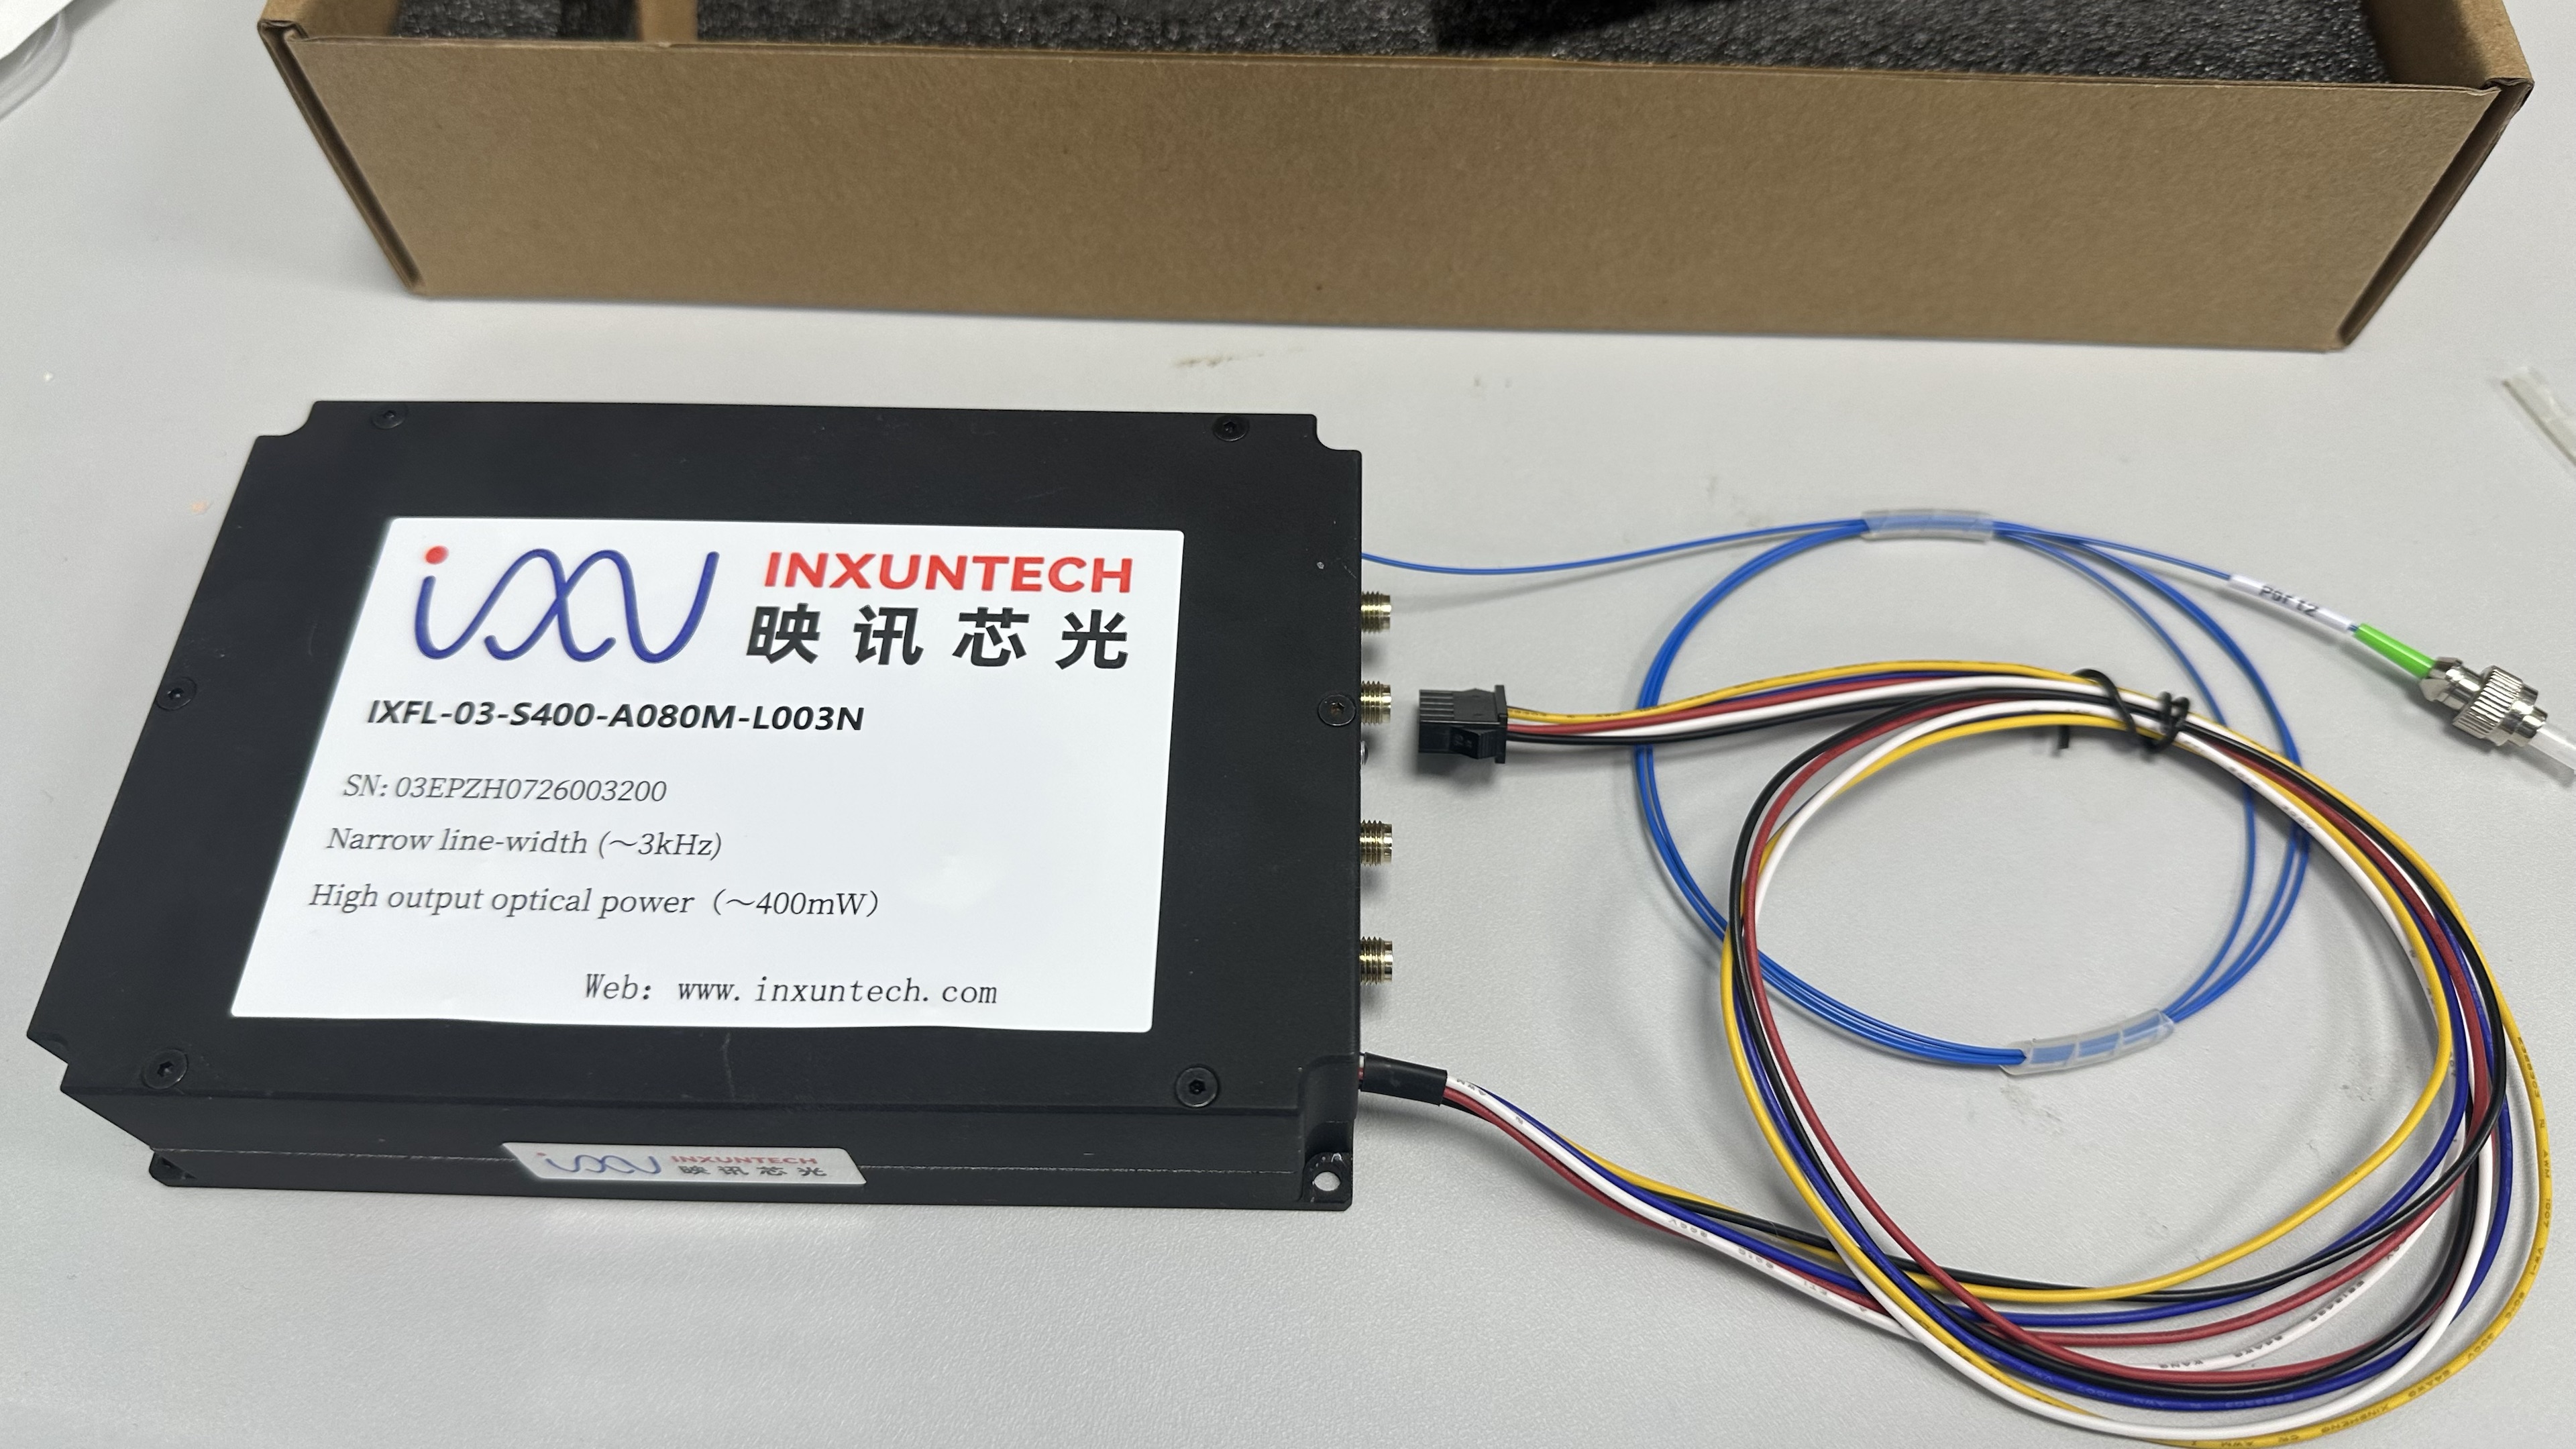 INXUNTECH
映讯芯光
IXFL-03-S400-A080M-L003N
SN: 03EPZH0726003200
Narrow line-width (~3kHz)
High output optical power（~400mW）
Web: www.inxuntech.com
INXUNTECH
映讯芯光
Port2